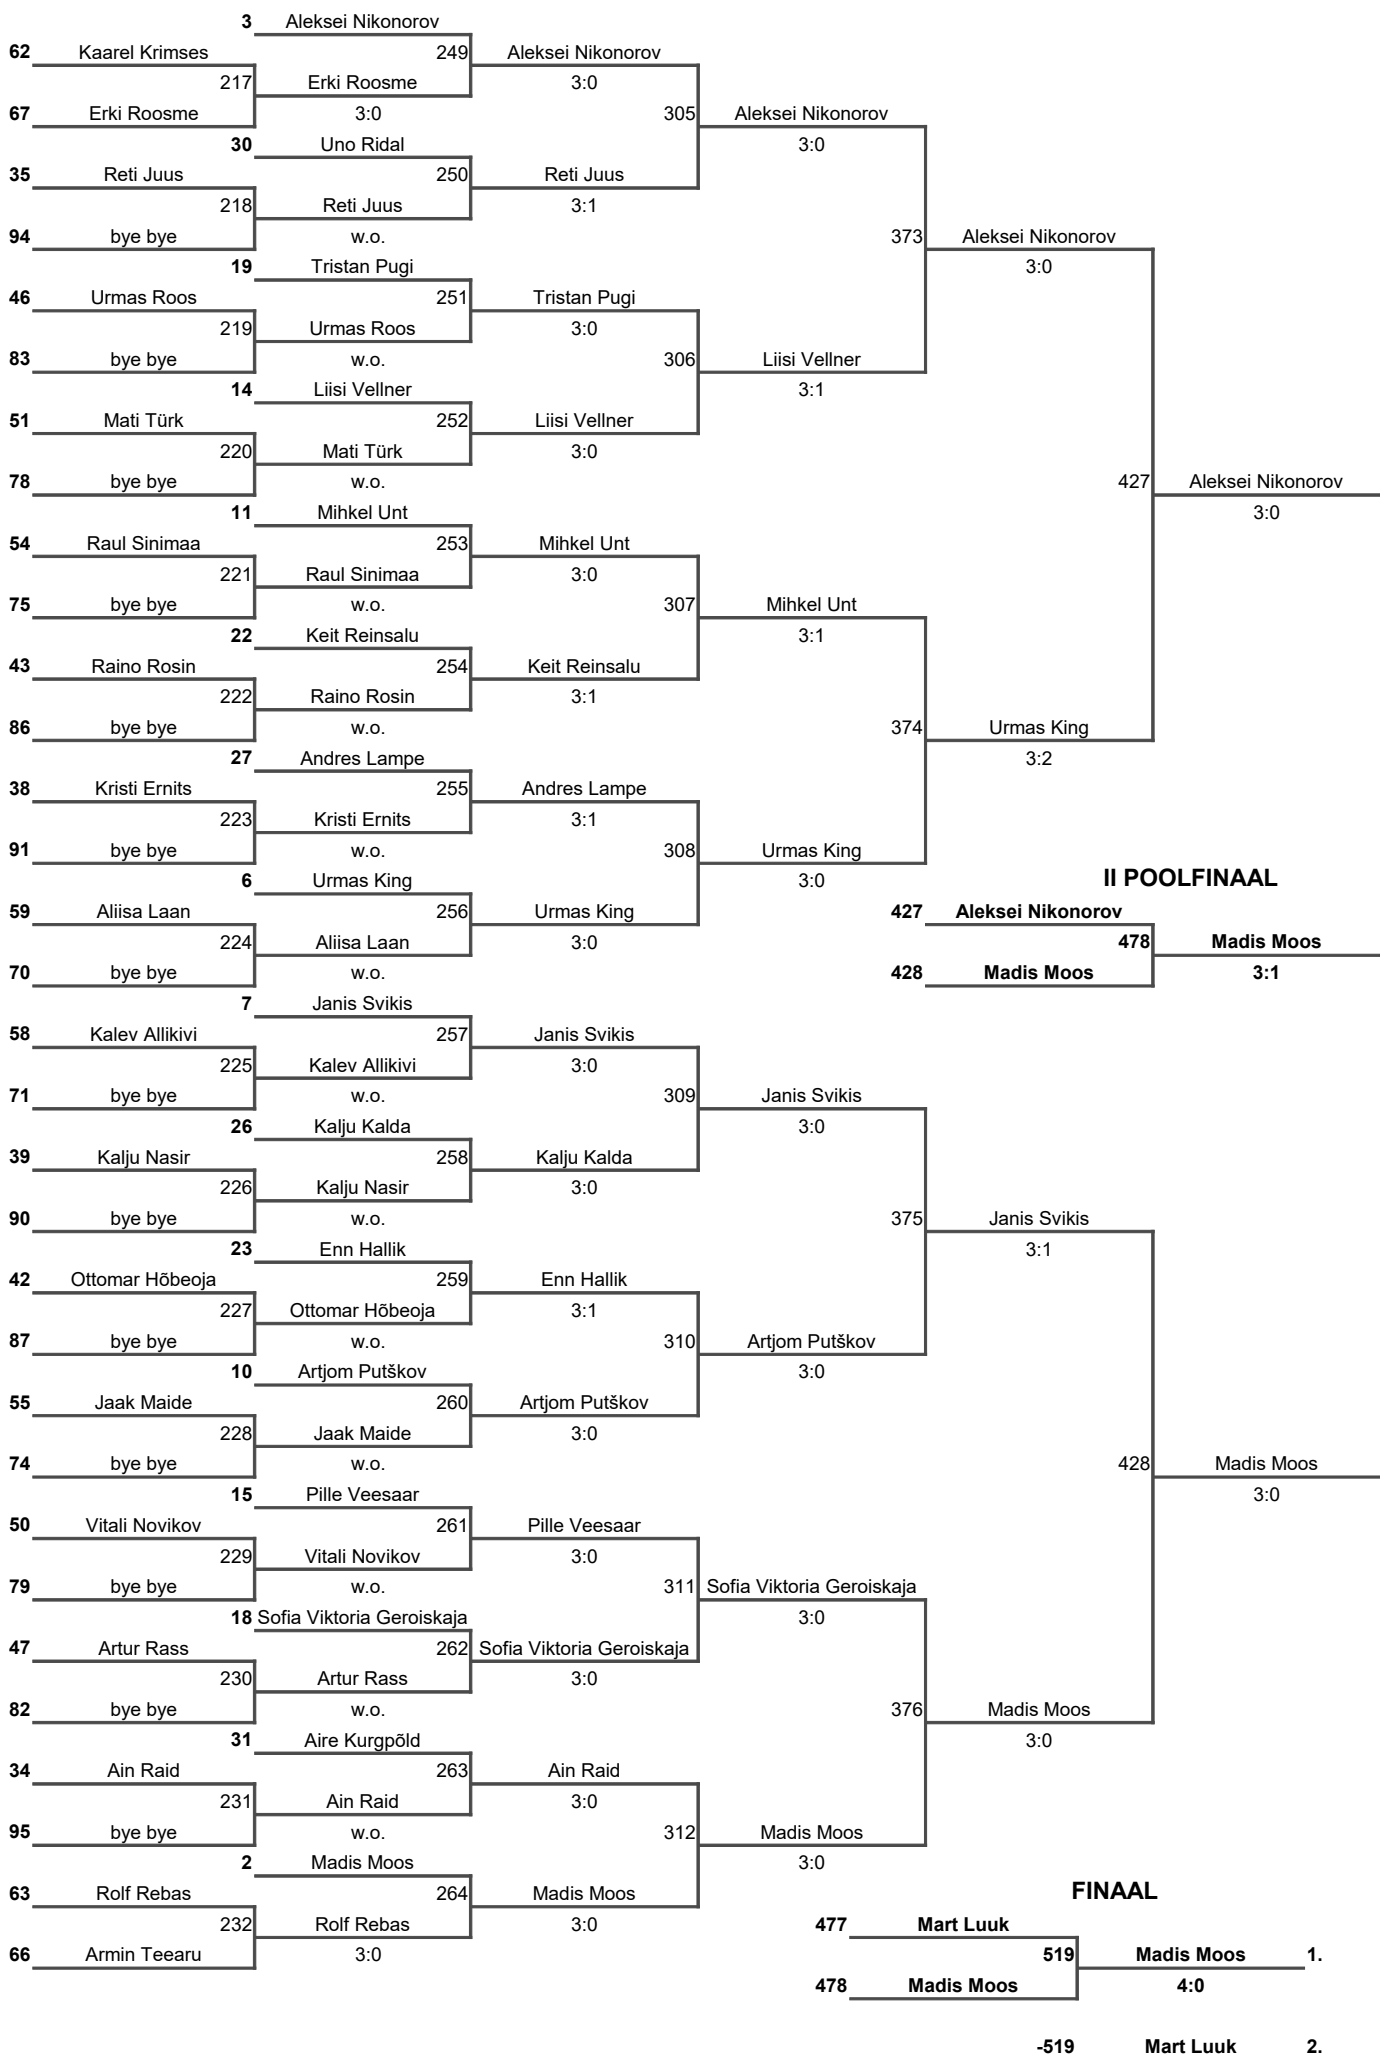 3 Aleksei Nikonorov
62 Kaarel Krimses 249 Aleksei Nikonorov
217 Erki Roosme 3:0
67 Erki Roosme 3:0 305 Aleksei Nikonorov
30 Uno Ridal 3:0
35 Reti Juus 250 Reti Juus
218 Reti Juus 3:1
94 bye bye w.o. 373 Aleksei Nikonorov
19 Tristan Pugi 3:0
46 Urmas Roos 251 Tristan Pugi
219 Urmas Roos 3:0
83 bye bye w.o. 306 Liisi Vellner
14 Liisi Vellner 3:1
51 Mati Türk 252 Liisi Vellner
220 Mati Türk 3:0
78 bye bye w.o. 427 Aleksei Nikonorov
11 Mihkel Unt 3:0
54 Raul Sinimaa 253 Mihkel Unt
221 Raul Sinimaa 3:0
75 bye bye w.o. 307 Mihkel Unt
22 Keit Reinsalu 3:1
43 Raino Rosin 254 Keit Reinsalu
222 Raino Rosin 3:1
86 bye bye w.o. 374 Urmas King
27 Andres Lampe 3:2
38 Kristi Ernits 255 Andres Lampe
223 Kristi Ernits 3:1
91 bye bye w.o. 308 Urmas King
6 Urmas King 3:0 II POOLFINAAL
59 Aliisa Laan 256 Urmas King 427 Aleksei Nikonorov
224 Aliisa Laan 3:0 478 Madis Moos
70 bye bye w.o. 428 Madis Moos 3:1
7 Janis Svikis
58 Kalev Allikivi 257 Janis Svikis
225 Kalev Allikivi 3:0
71 bye bye w.o. 309 Janis Svikis
26 Kalju Kalda 3:0
39 Kalju Nasir 258 Kalju Kalda
226 Kalju Nasir 3:0
90 bye bye w.o. 375 Janis Svikis
23 Enn Hallik 3:1
42 Ottomar Hõbeoja 259 Enn Hallik
227 Ottomar Hõbeoja 3:1
87 bye bye w.o. 310 Artjom Putškov
10 Artjom Putškov 3:0
55 Jaak Maide 260 Artjom Putškov
228 Jaak Maide 3:0
74 bye bye w.o. 428 Madis Moos
15 Pille Veesaar 3:0
50 Vitali Novikov 261 Pille Veesaar
229 Vitali Novikov 3:0
79 bye bye w.o. 311 Sofia Viktoria Geroiskaja
18 Sofia Viktoria Geroiskaja 3:0
47 Artur Rass 262 Sofia Viktoria Geroiskaja
230 Artur Rass 3:0
82 bye bye w.o. 376 Madis Moos
31 Aire Kurgpõld 3:0
34 Ain Raid 263 Ain Raid
231 Ain Raid 3:0
95 bye bye w.o. 312 Madis Moos
2 Madis Moos 3:0
63 Rolf Rebas 264 Madis Moos FINAAL
232 Rolf Rebas 3:0 477 Mart Luuk
66 Armin Teearu 3:0 519 Madis Moos 1.
478 Madis Moos 4:0
-519 Mart Luuk 2.